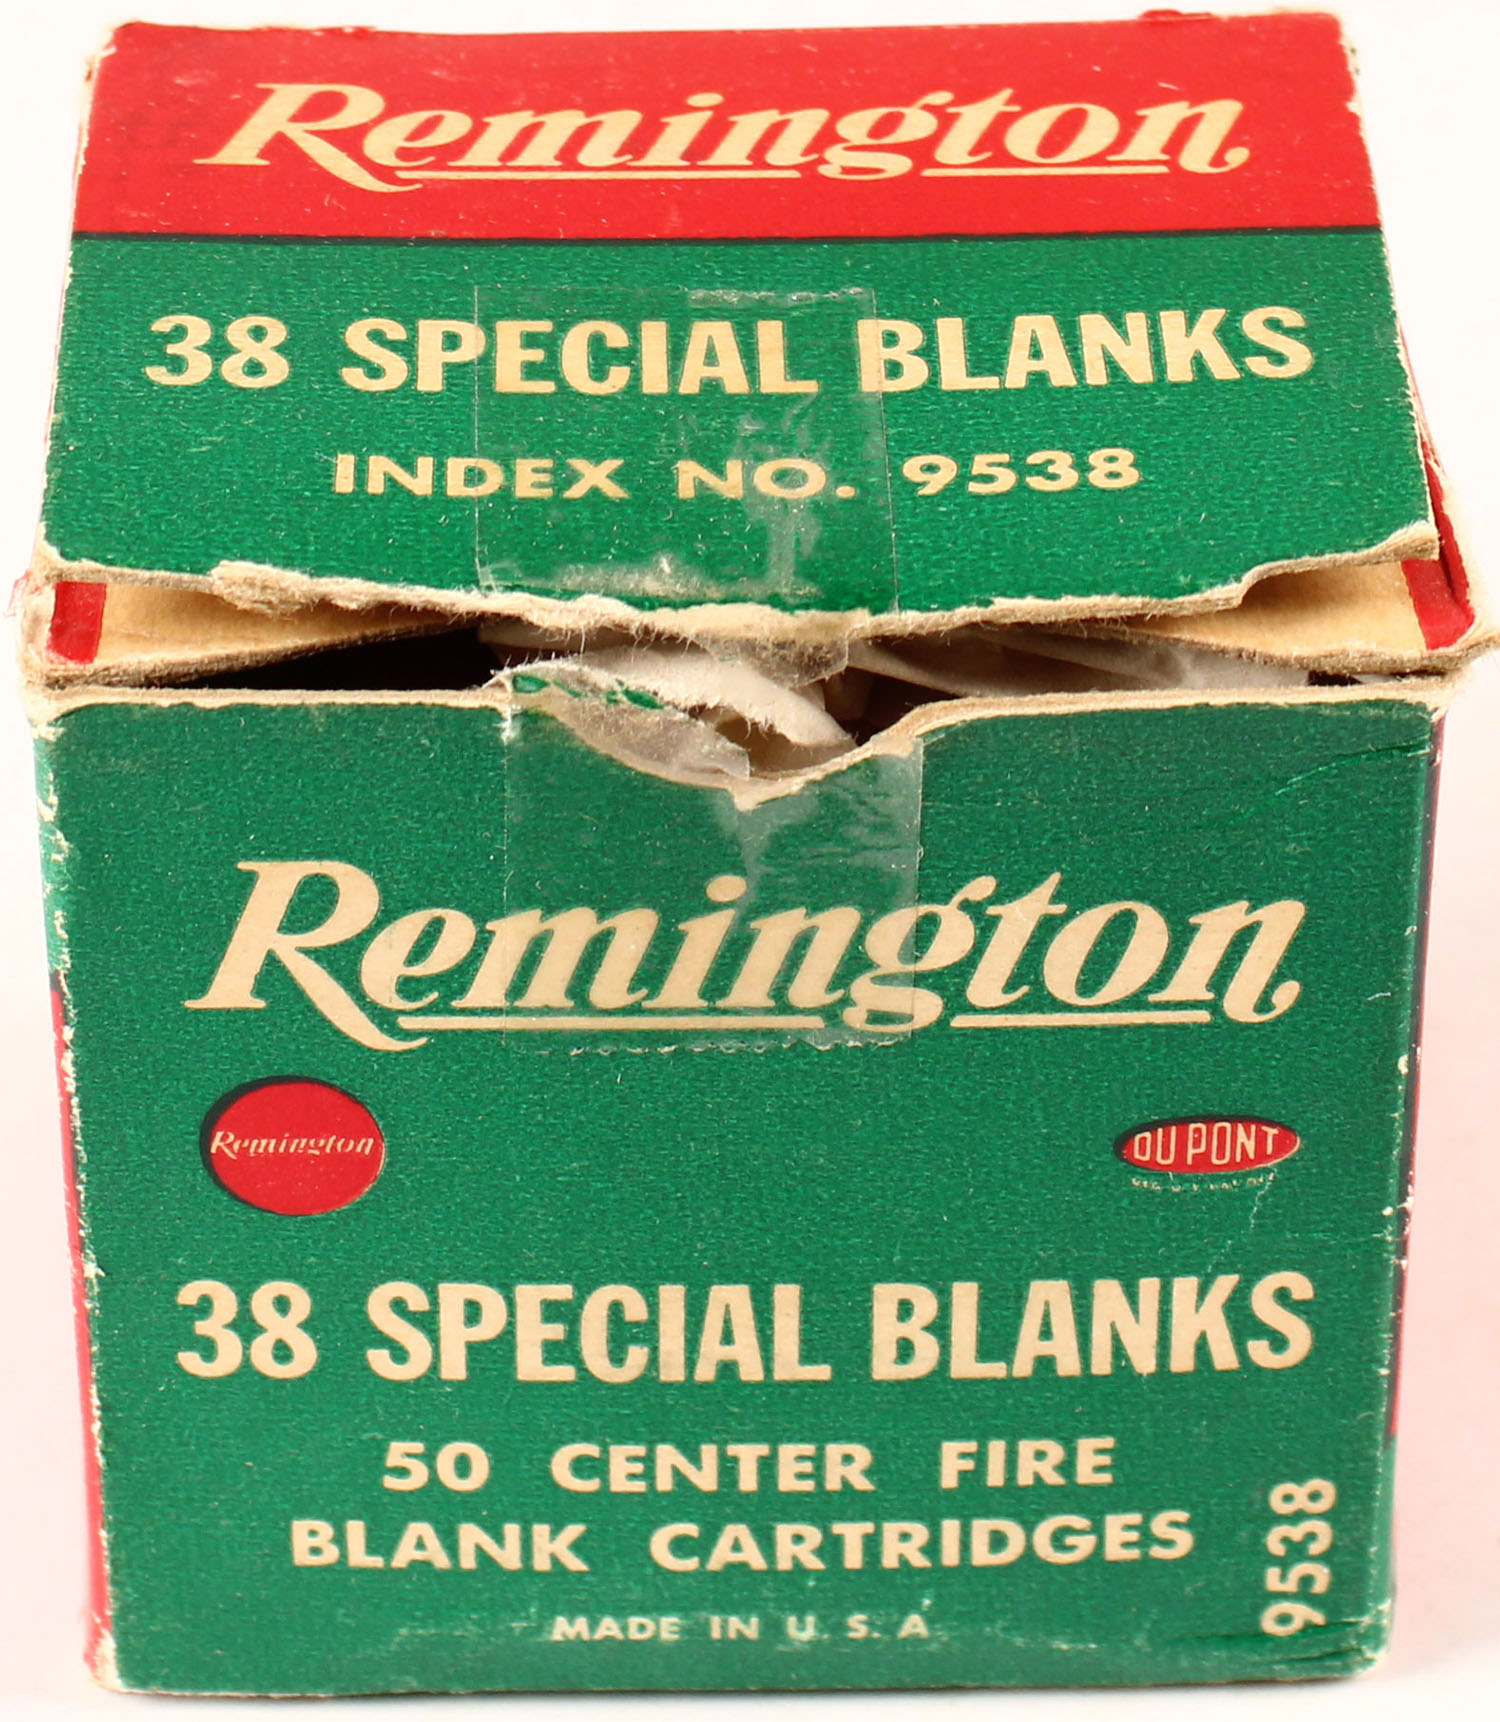 Remington
38 SPECIAL BLANKS
INDEX NO. 9538
Remington
Remington
DU PONT
38 SPECIAL BLANKS
50 CENTER FIRE
BLANK CARTRIDGES
MADE IN U. S. A
9538